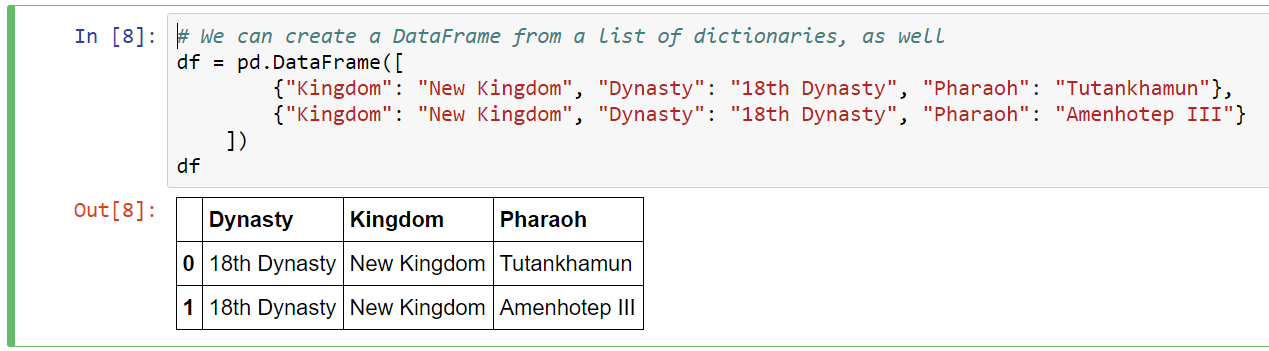 In [8]: # We can create a DataFrame from a list of dictionaries, as well
df = pd.DataFrame([
        {"Kingdom": "New Kingdom", "Dynasty": "18th Dynasty", "Pharaoh": "Tutankhamun"},
        {"Kingdom": "New Kingdom", "Dynasty": "18th Dynasty", "Pharaoh": "Amenhotep III"}
    ])
df
Out[8]:
Dynasty Kingdom Pharaoh
0 18th Dynasty New Kingdom Tutankhamun
1 18th Dynasty New Kingdom Amenhotep III